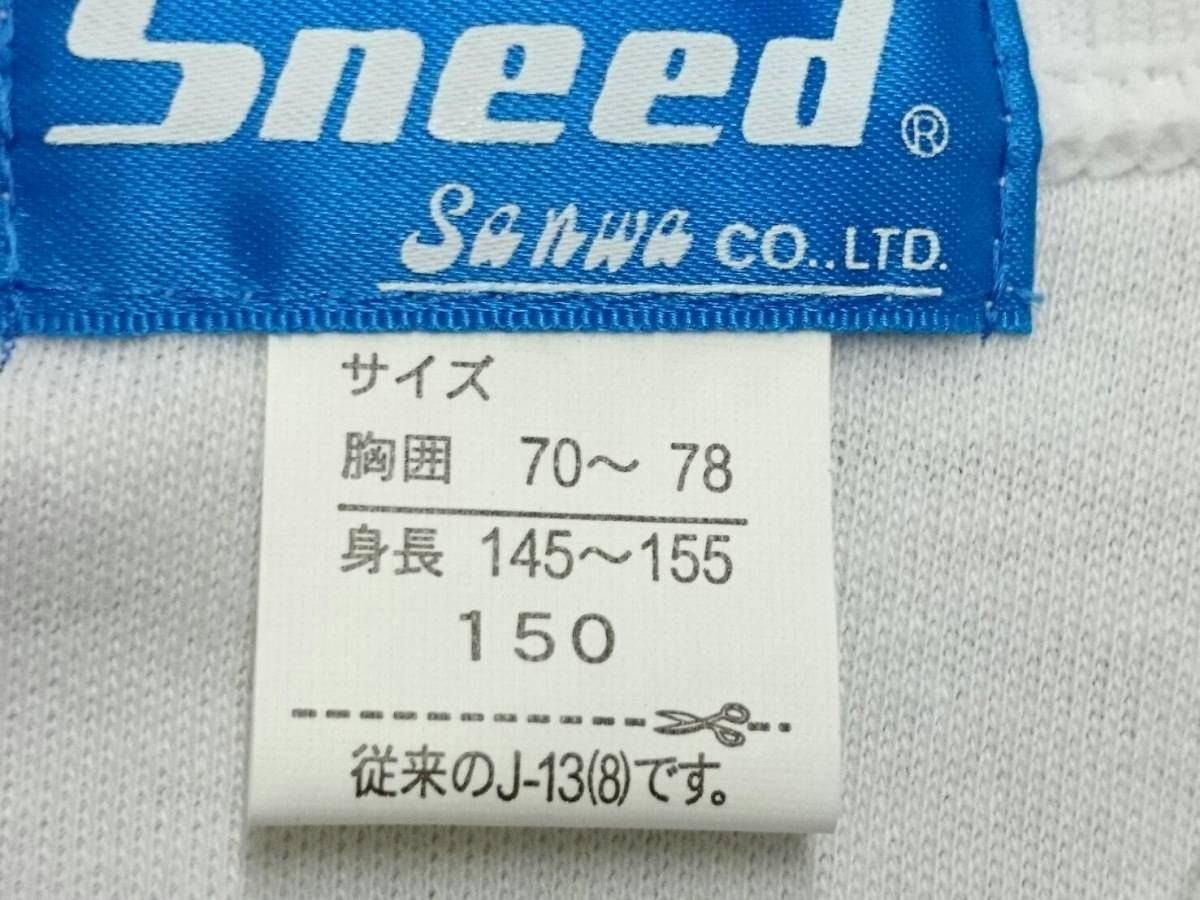 Sneed®
Sanwa CO.,LTD.
サイズ
胸囲 70～78
身長 145～155
150
従来のJ-13(8)です。